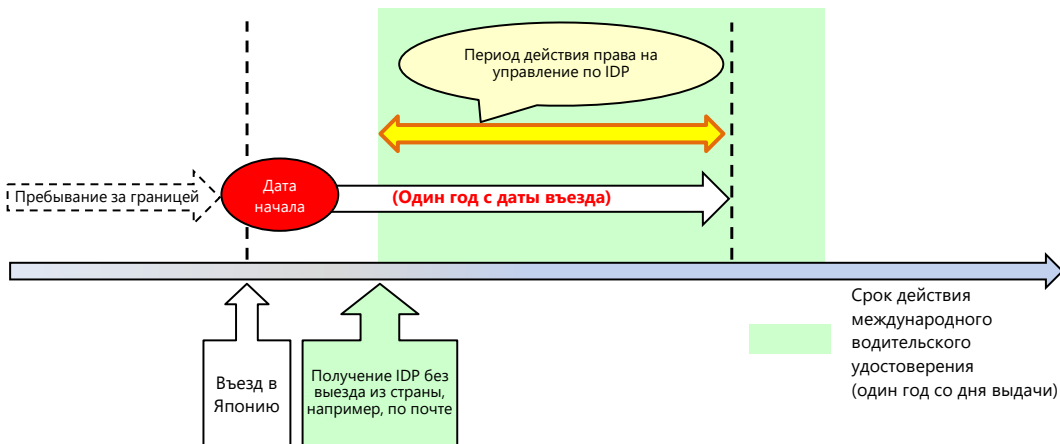 Период действия права на
управление по IDP
Пребывание за границей
Дата
начала
(Один год с даты въезда)
Въезд в
Японию
Получение IDP без
выезда из страны,
например, по почте
Срок действия
международного
водительского
удостоверения
(один год со дня выдачи)